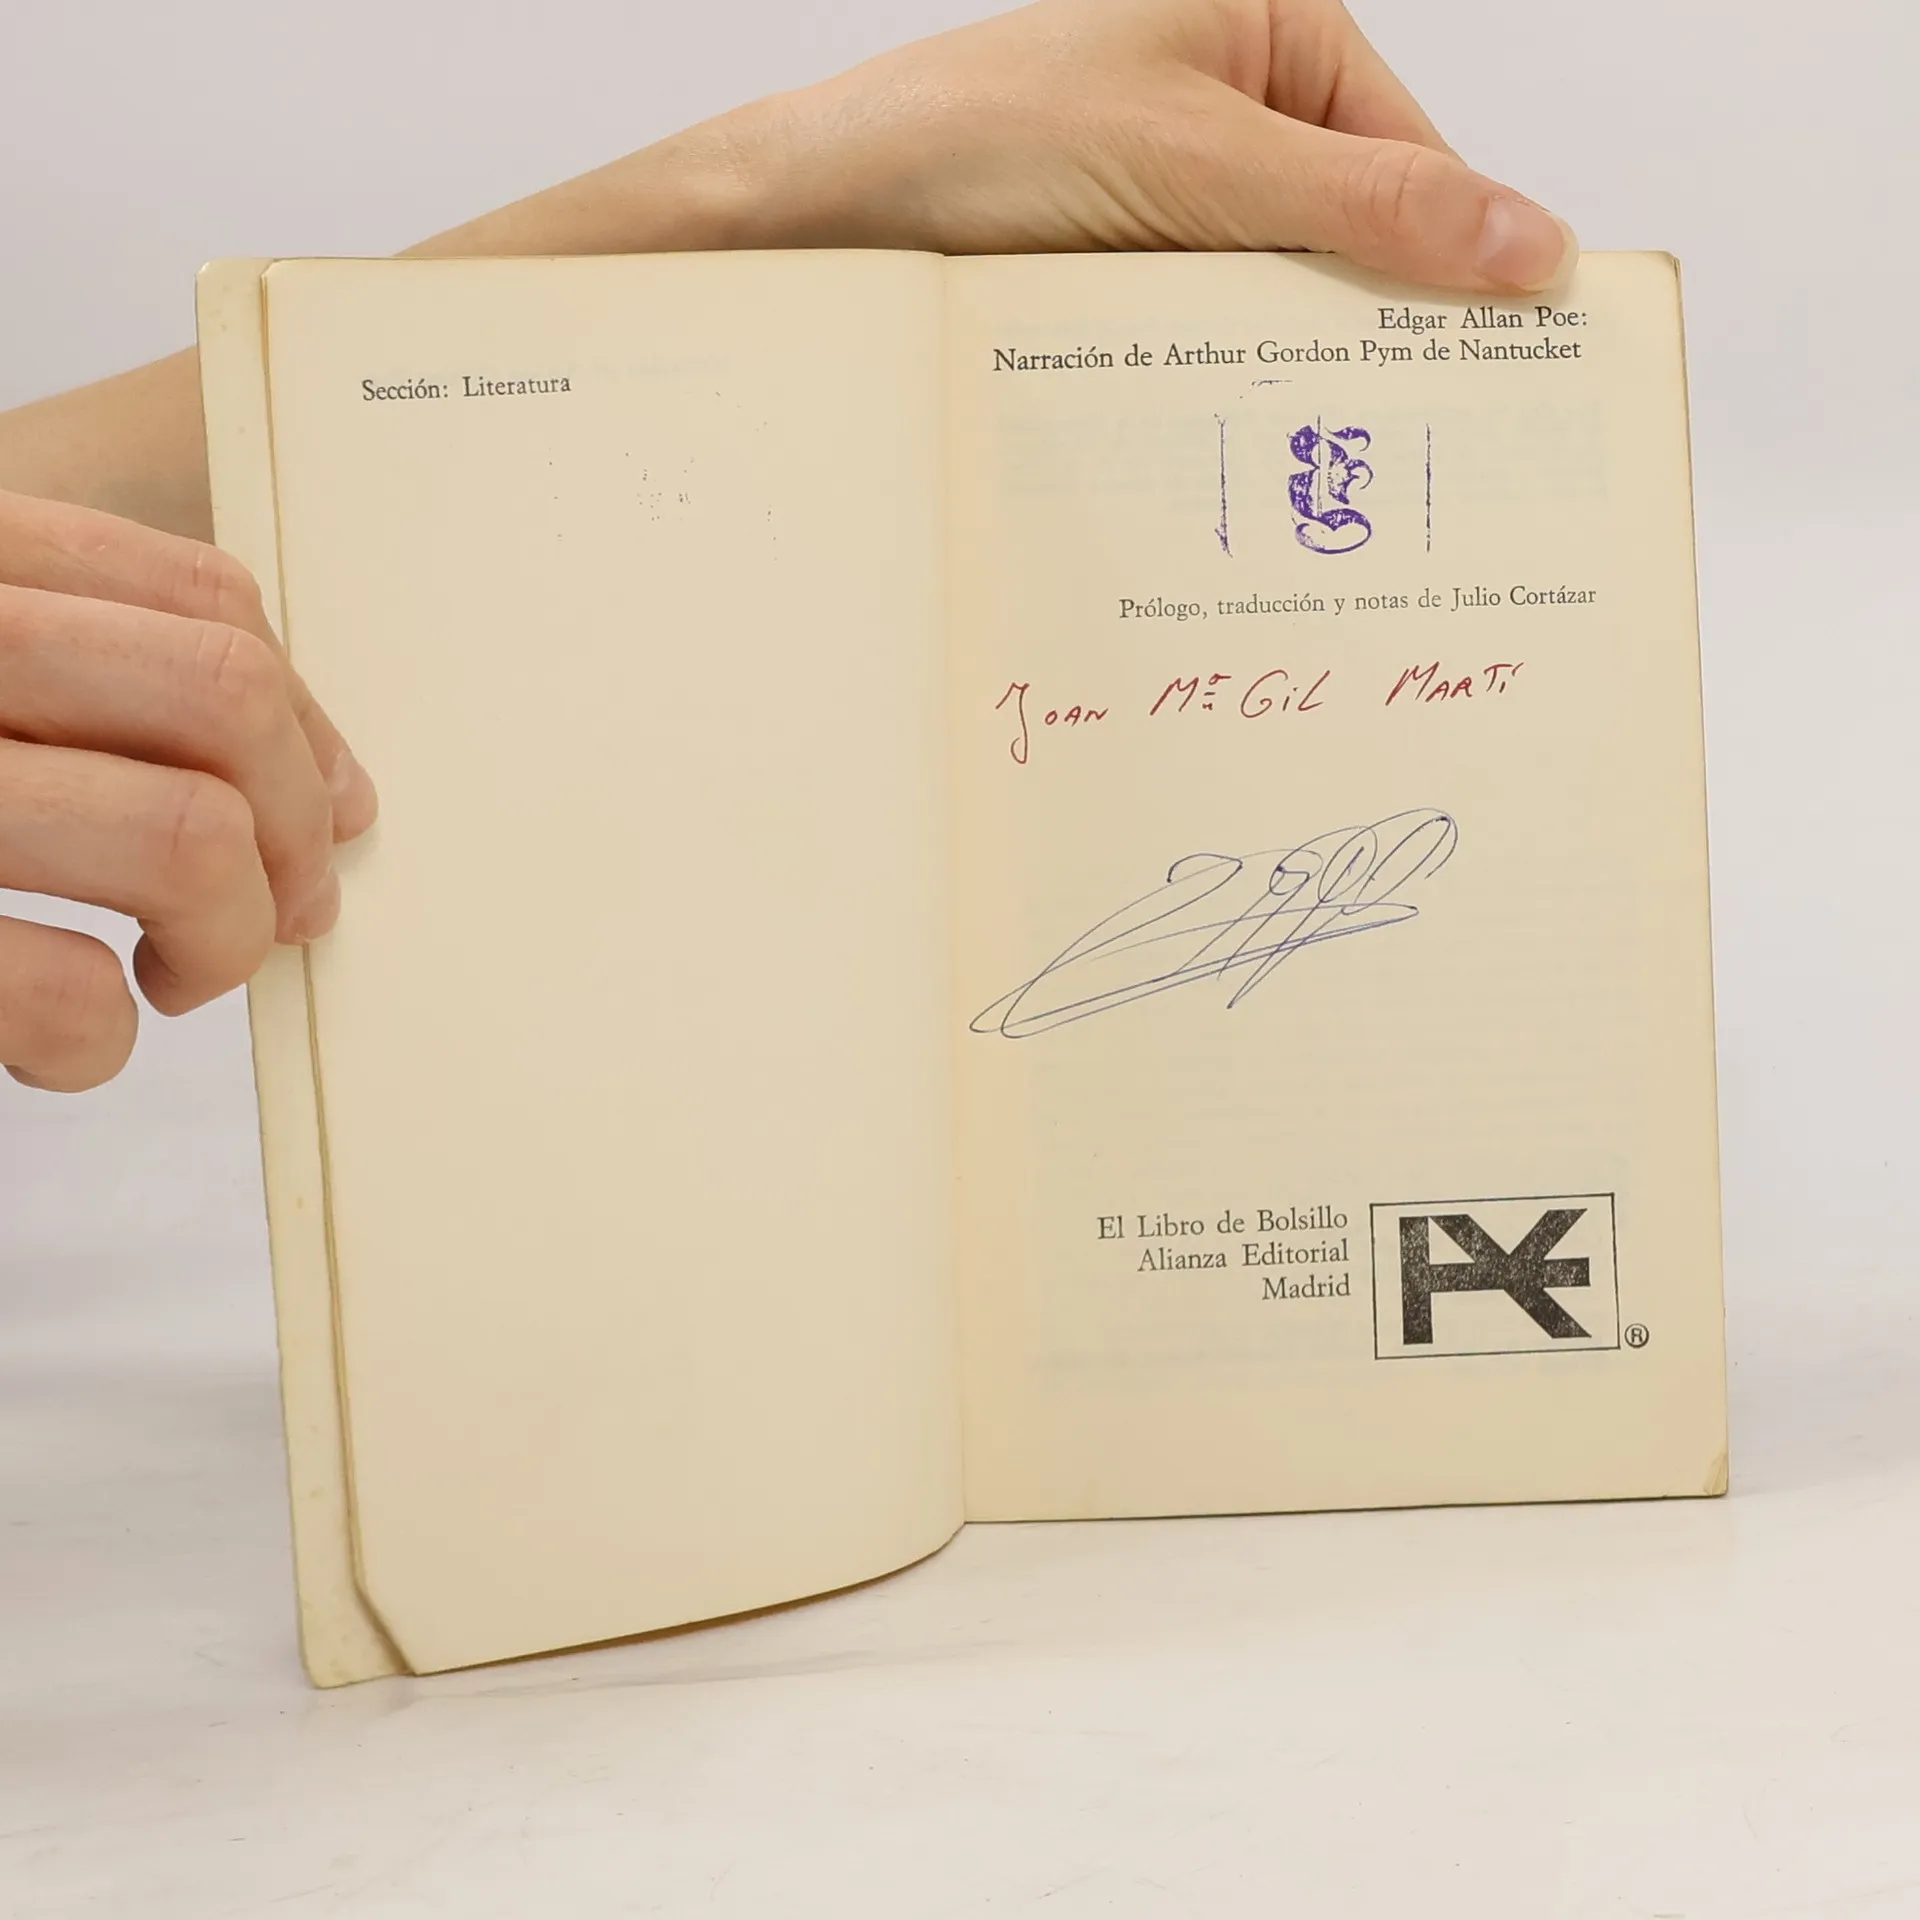 Sección: Literatura
Edgar Allan Poe:
Narración de Arthur Gordon Pym de Nantucket
Prólogo, traducción y notas de Julio Cortázar
JOAN Mª GiL MARTí
El Libro de Bolsillo
Alianza Editorial
Madrid
®